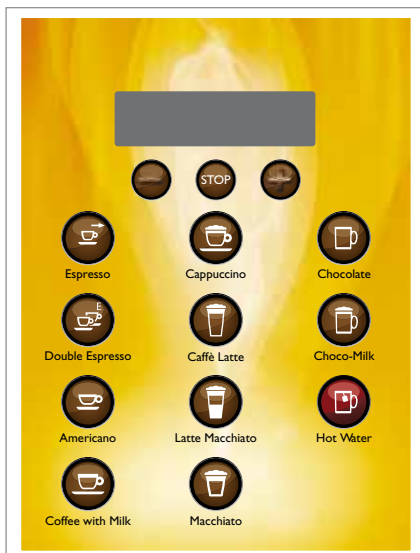 STOP
Espresso
Cappuccino
Chocolate
E
Double Espresso
Caffè Latte
Choco-Milk
Americano
Latte Macchiato
Hot Water
Coffee with Milk
Macchiato